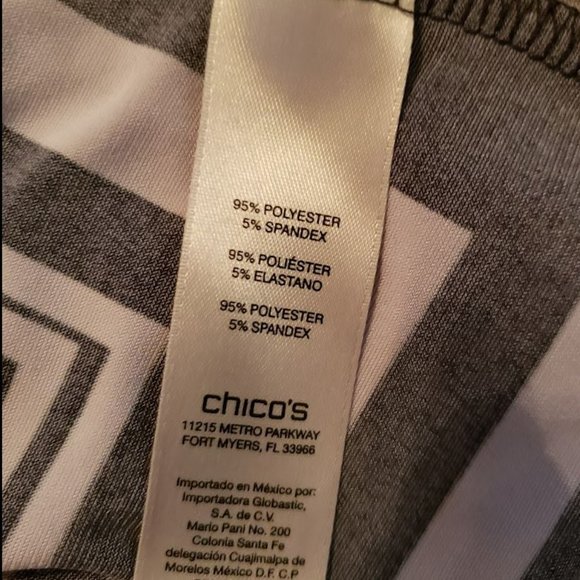 95% POLYESTER
5% SPANDEX
95% POLIÉSTER
5% ELASTANO
95% POLYESTER
5% SPANDEX
chico's
11215 METRO PARKWAY
FORT MYERS, FL 33966
Importado en México por:
Importadora Globastic,
S.A. de C.V.
Mario Pani No. 200
Colonia Santa Fe
delegación Cuajimalpa de
Morelos México D.F. C.P.